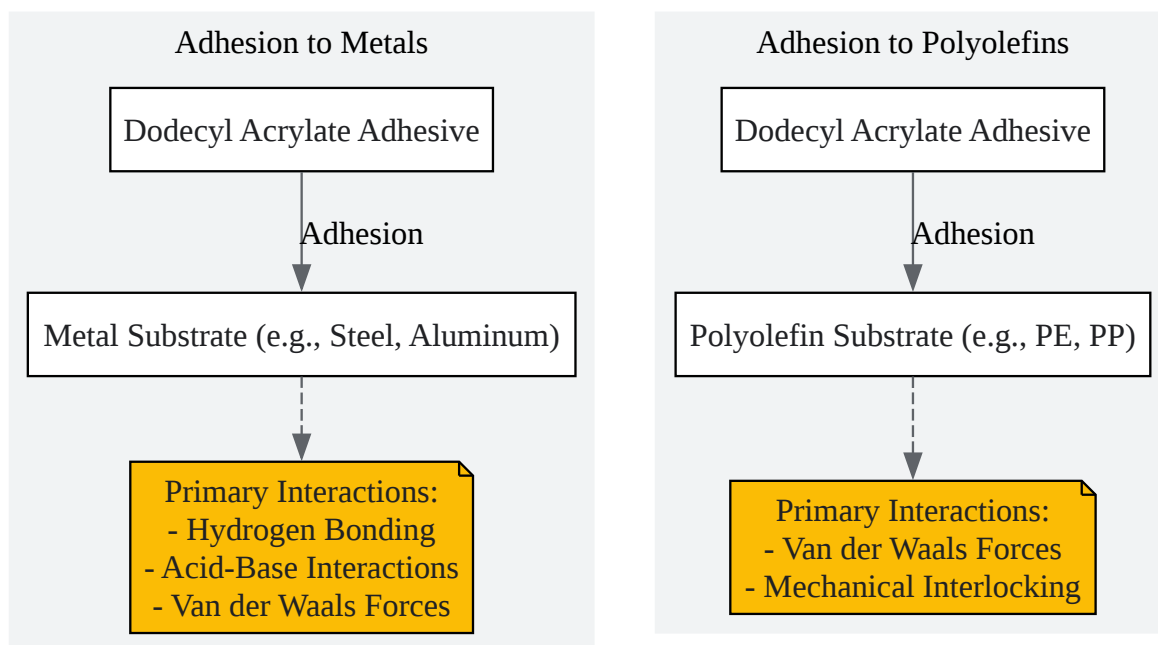 Adhesion to Metals
Dodecyl Acrylate Adhesive
Adhesion
Metal Substrate (e.g., Steel, Aluminum)
Primary Interactions:
- Hydrogen Bonding
- Acid-Base Interactions
- Van der Waals Forces
Adhesion to Polyolefins
Dodecyl Acrylate Adhesive
Adhesion
Polyolefin Substrate (e.g., PE, PP)
Primary Interactions:
- Van der Waals Forces
- Mechanical Interlocking